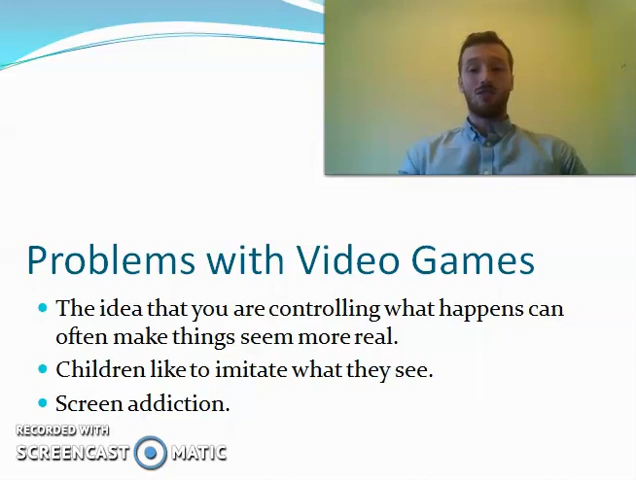 Problems with Video Games
The idea that you are controlling what happens can
often make things seem more real.
Children like to imitate what they see.
Screen addiction.
RECORDED WITH
SCREENCAST MATIC